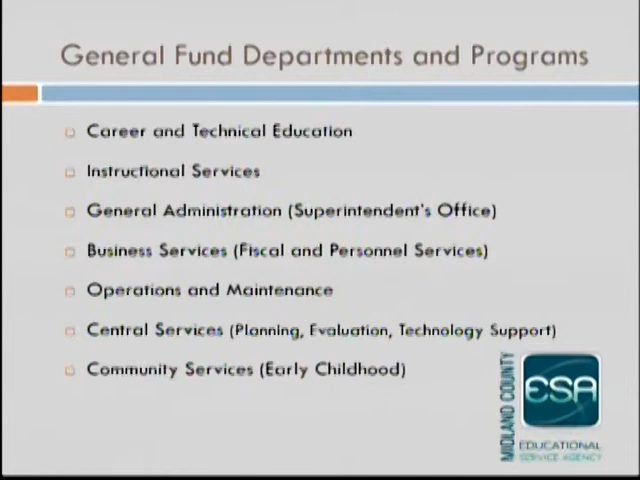 General Fund Departments and Programs
Career and Technical Education
Instructional Services
General Administration (Superintendent's Office)
Business Services (Fiscal and Personnel Services)
Operations and Maintenance
Central Services (Planning, Evaluation, Technology Support)
Community Services (Early Childhood)
MIDLAND COUNTY
ESA
EDUCATIONAL
SERVICE AGENCY